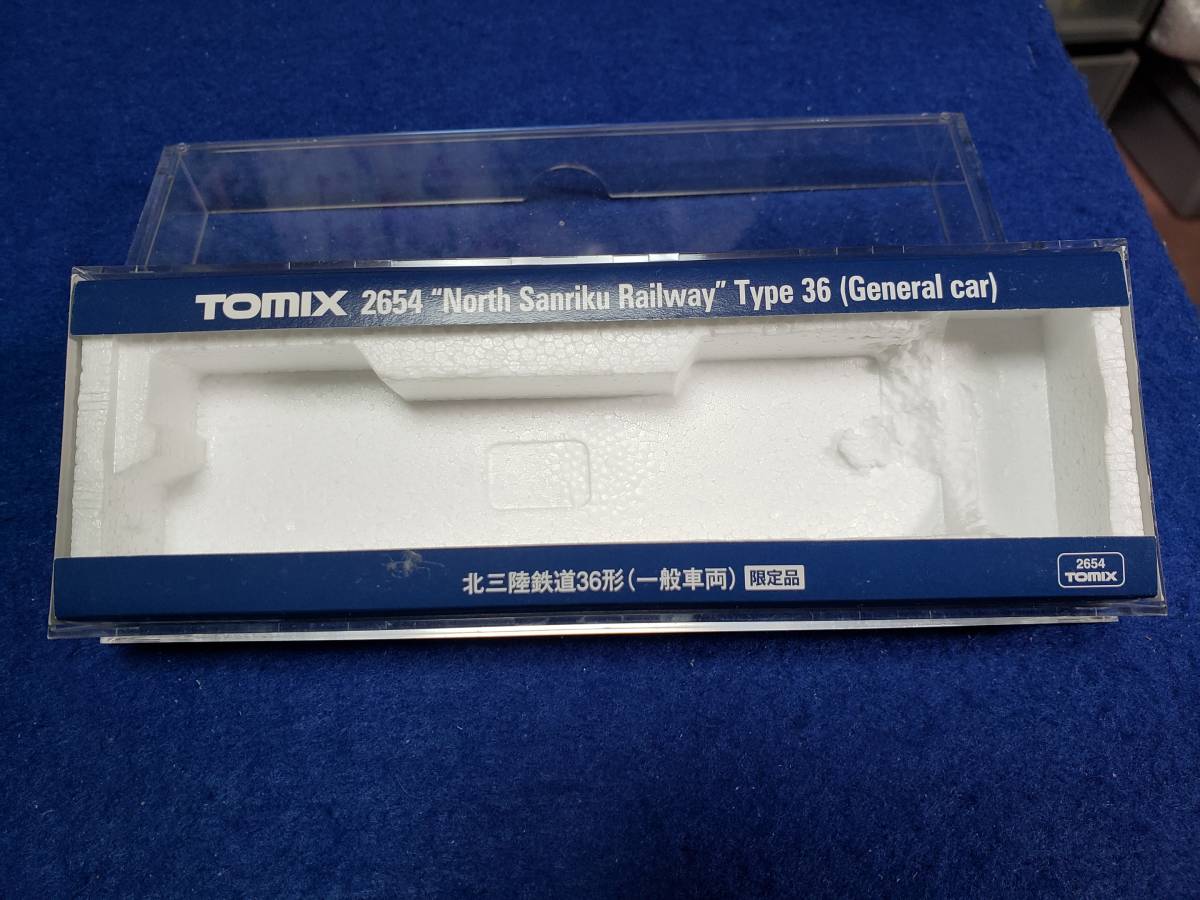 TOMIX 2654 "North Sanriku Railway" Type 36 (General car)
北三陸鉄道36形(一般車両) 限定品
2654
TOMIX